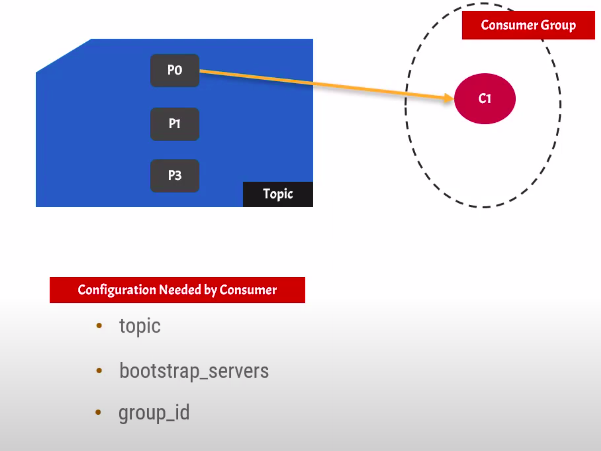 Consumer Group
P0
C1
P1
P3
Topic
Configuration Needed by Consumer
• topic
• bootstrap_servers
• group_id